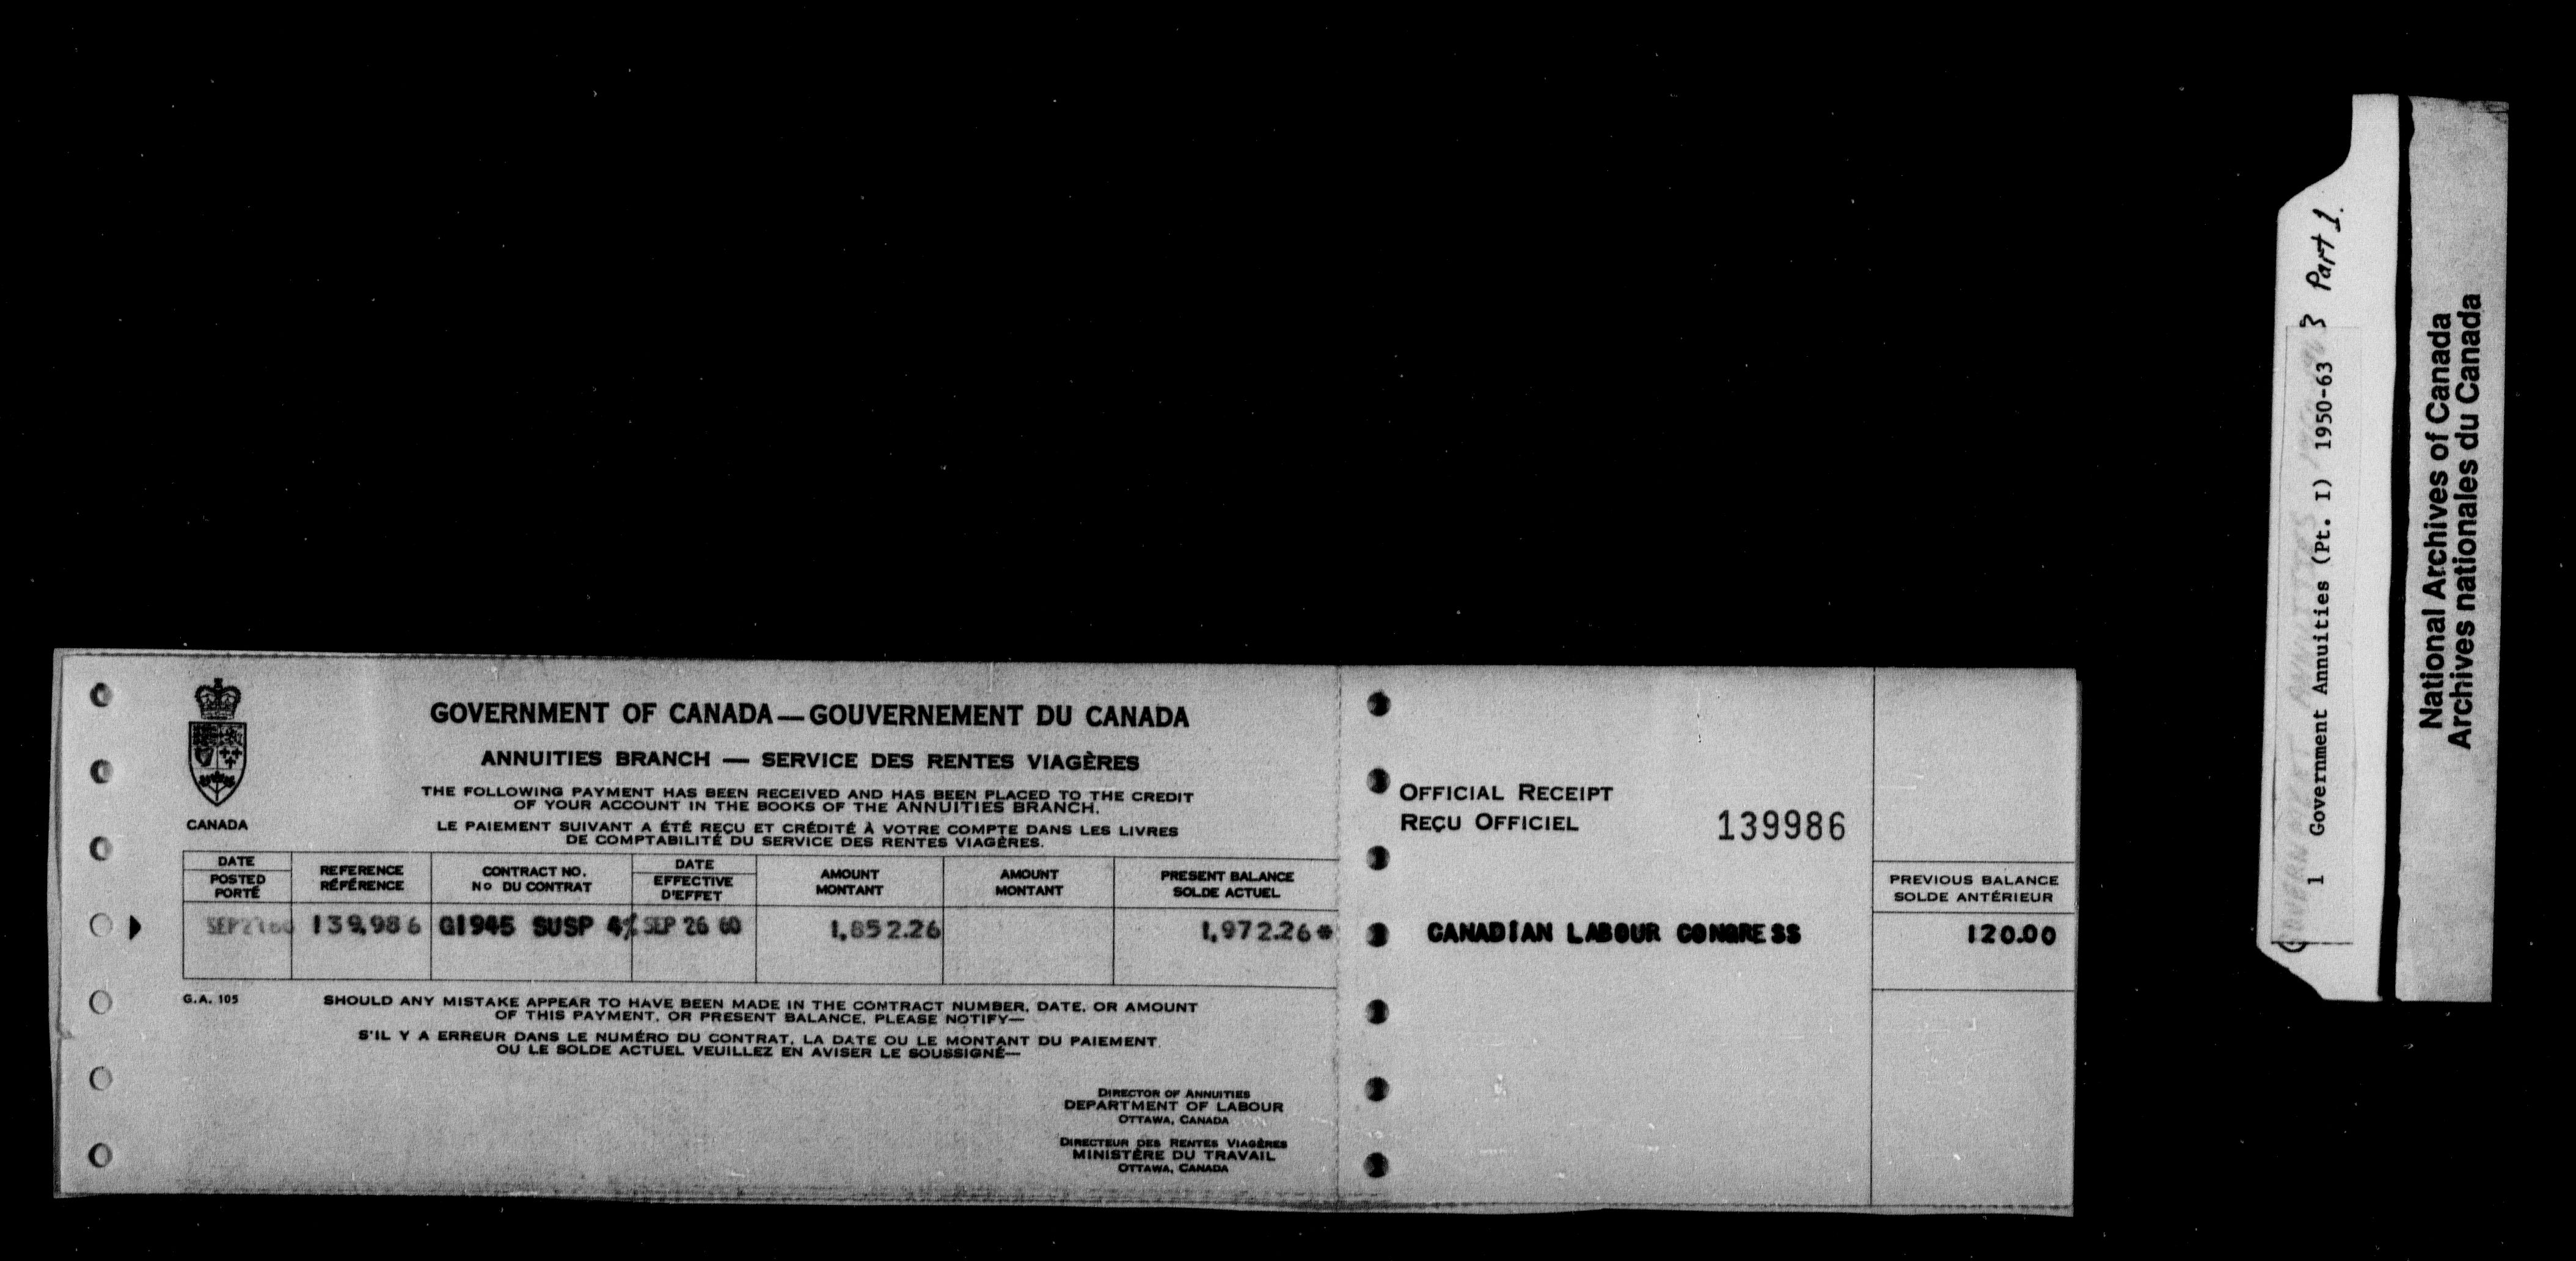 GOVERNMENT OF CANADA—GOUVERNEMENT DU CANADA
ANNUITIES BRANCH — SERVICE DES RENTES VIAGÈRES
THE FOLLOWING PAYMENT HAS BEEN RECEIVED AND HAS BEEN PLACED TO THE CREDIT
OF YOUR ACCOUNT IN THE BOOKS OF THE ANNUITIES BRANCH.
CANADA
LE PAIEMENT SUIVANT A ÉTÉ REÇU ET CRÉDITÉ À VOTRE COMPTE DANS LES LIVRES
DE COMPTABILITÉ DU SERVICE DES RENTES VIAGÈRES.
OFFICIAL RECEIPT
REÇU OFFICIEL 139986
DATE
POSTED
PORTÉ
REFERENCE
RÉFÉRENCE
CONTRACT NO.
No DU CONTRAT
DATE
EFFECTIVE
D'EFFET
AMOUNT
MONTANT
AMOUNT
MONTANT
PRESENT BALANCE
SOLDE ACTUEL
PREVIOUS BALANCE
SOLDE ANTÉRIEUR
139,986 G1945 SUSP 4% SEP 26 60 1,852.26 1,972.26* CANADIAN LABOUR CONGRESS 120.00
G.A. 105
SHOULD ANY MISTAKE APPEAR TO HAVE BEEN MADE IN THE CONTRACT NUMBER, DATE, OR AMOUNT
OF THIS PAYMENT, OR PRESENT BALANCE, PLEASE NOTIFY—
S'IL Y A ERREUR DANS LE NUMÉRO DU CONTRAT, LA DATE OU LE MONTANT DU PAIEMENT,
OU LE SOLDE ACTUEL VEUILLEZ EN AVISER LE SOUSSIGNÉ—
DIRECTOR OF ANNUITIES
DEPARTMENT OF LABOUR
OTTAWA, CANADA
DIRECTEUR DES RENTES VIAGÈRES
MINISTÈRE DU TRAVAIL
OTTAWA, CANADA
1 Government Annuities (Pt. I) 1950-63 3 Part 1.
National Archives of Canada
Archives nationales du Canada